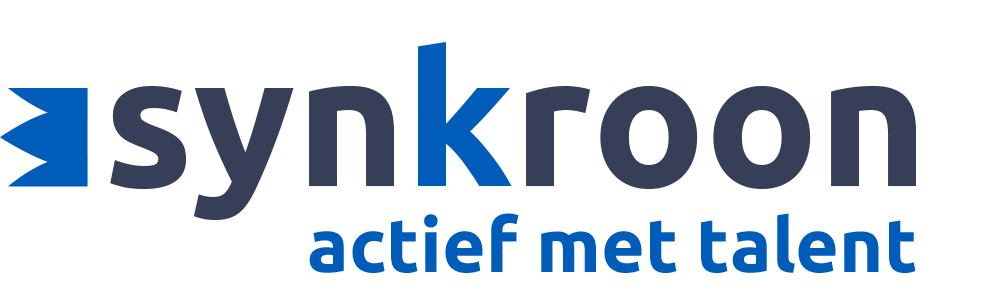 synkroon
actief met talent